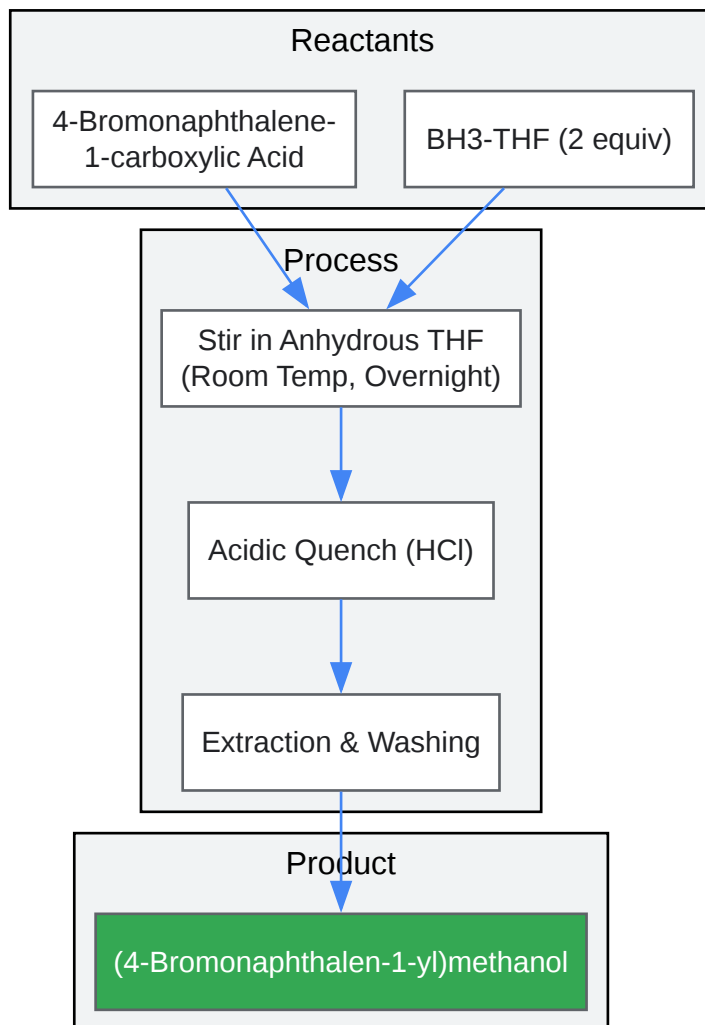 Reactants
4-Bromonaphthalene-
1-carboxylic Acid
BH3-THF (2 equiv)
Process
Stir in Anhydrous THF
(Room Temp, Overnight)
Acidic Quench (HCl)
Extraction & Washing
Product
(4-Bromonaphthalen-1-yl)methanol